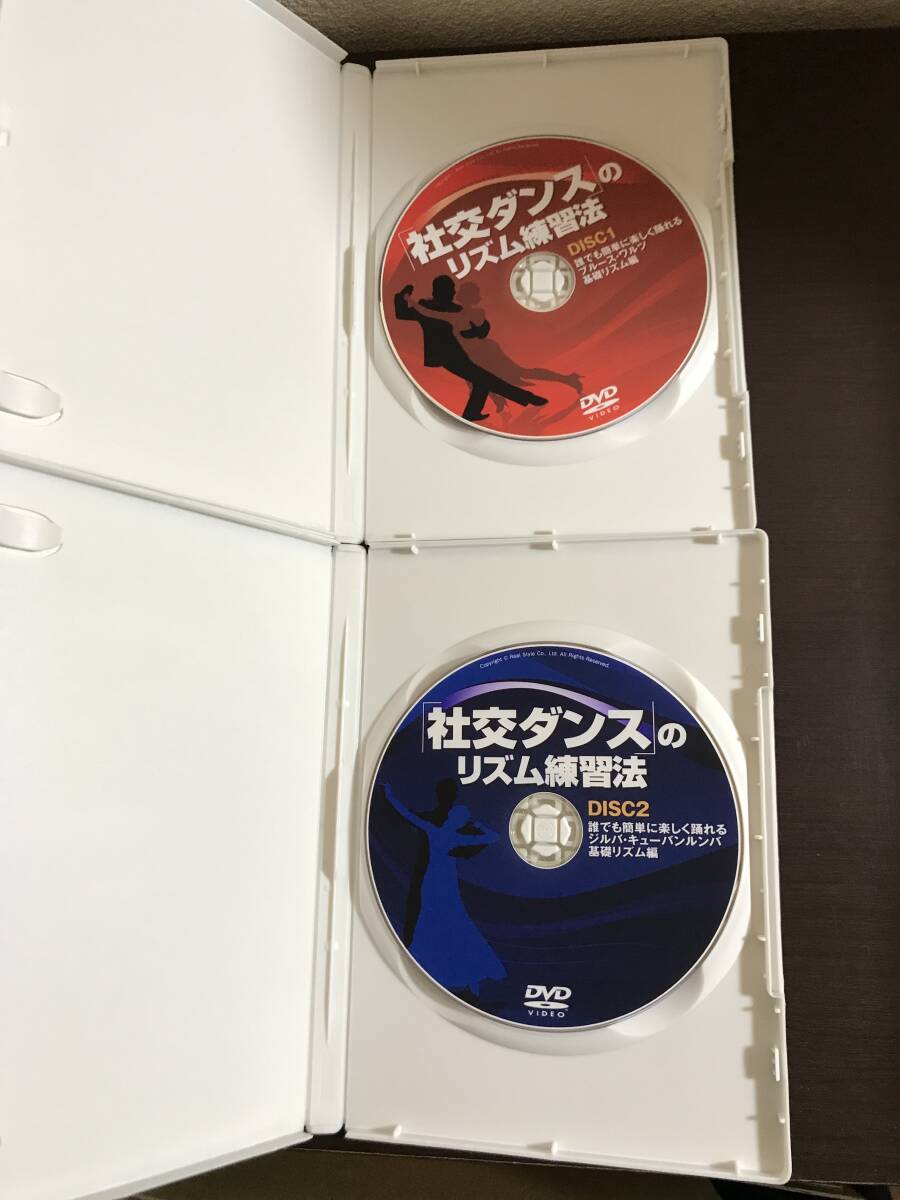 「社交ダンス」の
リズム練習法
DISC1
誰でも簡単に楽しく踊れる
ブルース・ワルツ
基礎リズム編
DVD
VIDEO
Copyright © Real Style Co., Ltd. All Rights Reserved.
「社交ダンス」の
リズム練習法
DISC2
誰でも簡単に楽しく踊れる
ジルバ・キューバンルンバ
基礎リズム編
DVD
VIDEO